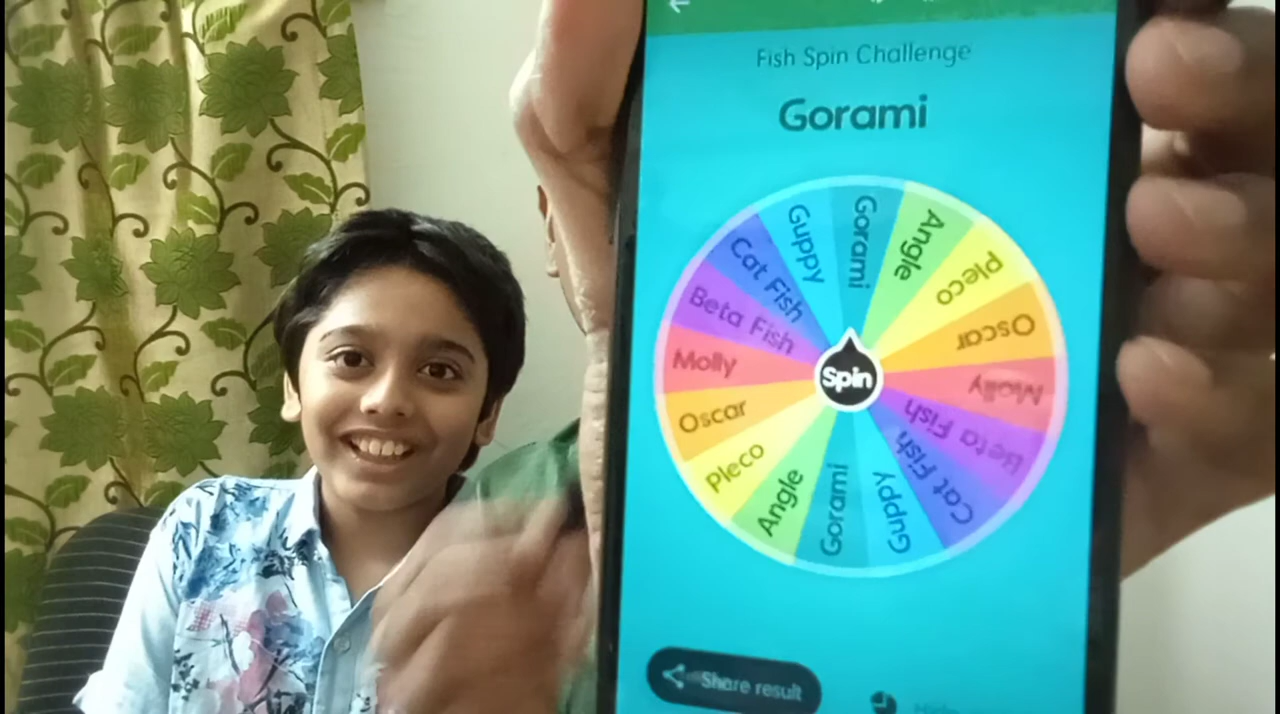 Fish Spin Challenge
Gorami
Gorami
Angle
Pleco
Oscar
Molly
Beta Fish
Cat Fish
Guppy
Gorami
Angle
Pleco
Oscar
Molly
Beta Fish
Cat Fish
Guppy
Spin
Share result